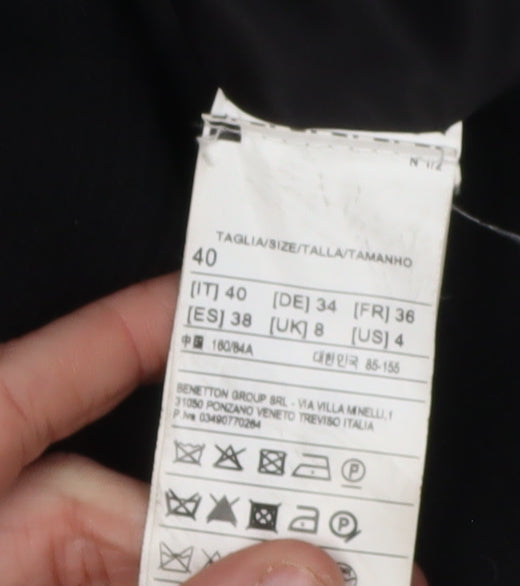 N°1/2
TAGLIA/SIZE/TALLA/TAMANHO
40
[IT] 40 [DE] 34 [FR] 36
[ES] 38 [UK] 8 [US] 4
中国 160/84A 대한민국 85-155
BENETTON GROUP SRL - VIA VILLA MINELLI,1
31050 PONZANO VENETO TREVISO ITALIA
P.Iva 03490770264
P
P